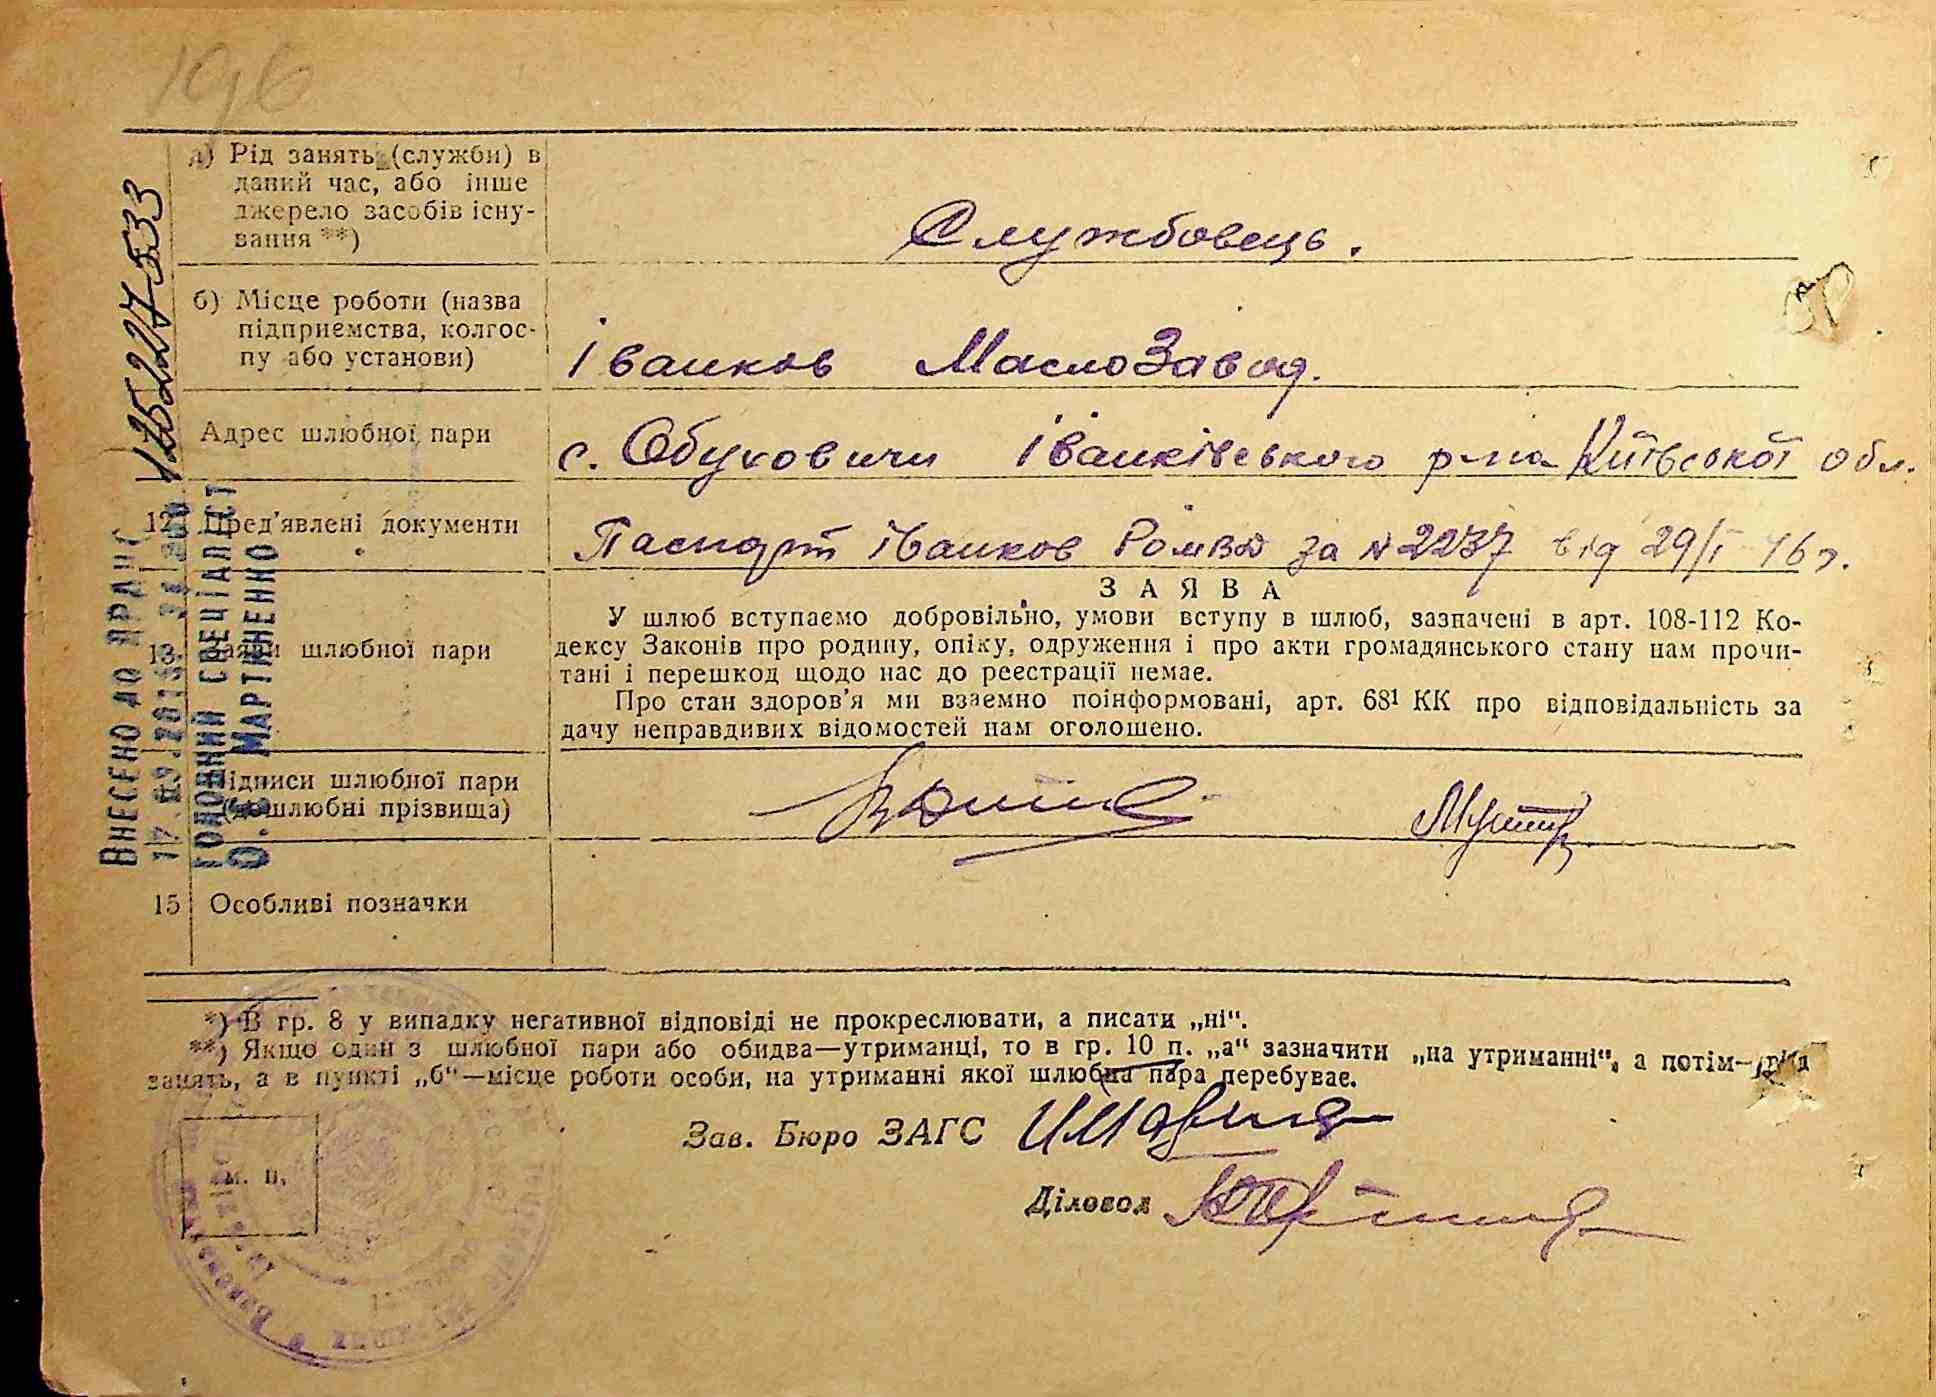 196
а) Рід занять (служби) в
даний час, або інше
джерело засобів існу-
вання **)
Службовець.
б) Місце роботи (назва
підприємства, колгос-
пу або установи)
Іванков МаслоЗавод.
Адрес шлюбної пари
с. Обуховичи Іванківського р-на Київської обл.
12 Пред'явлені документи
Паспорт Іванков РОМВД за №2237 від 29/I 46 г.
13. Заяви шлюбної пари
ЗАЯВА
У шлюб вступаємо добровільно, умови вступу в шлюб, зазначені в арт. 108-112 Ко-
дексу Законів про родину, опіку, одруження і про акти громадянського стану нам прочи-
тані і перешкод щодо нас до реєстрації немає.
Про стан здоров'я ми взаємно поінформовані, арт. 68¹ КК про відповідальність за
дачу неправдивих відомостей нам оголошено.
Підписи шлюбної пари
(дошлюбні прізвища)
15 Особливі позначки
*) В гр. 8 у випадку негативної відповіді не прокреслювати, а писати „ні“.
**) Якщо один з шлюбної пари або обидва—утриманці, то в гр. 10 п. „а“ зазначити „на утриманні“, а потім—рід
занять, а в пункті „б“—місце роботи особи, на утриманні якої шлюбна пара перебуває.
Зав. Бюро ЗАГС
Діловод
м. п.
ВНЕСЕНО ДО ДРАЦС
ГОЛОВНИЙ СПЕЦІАЛІСТ
МАРТИНЕНКО